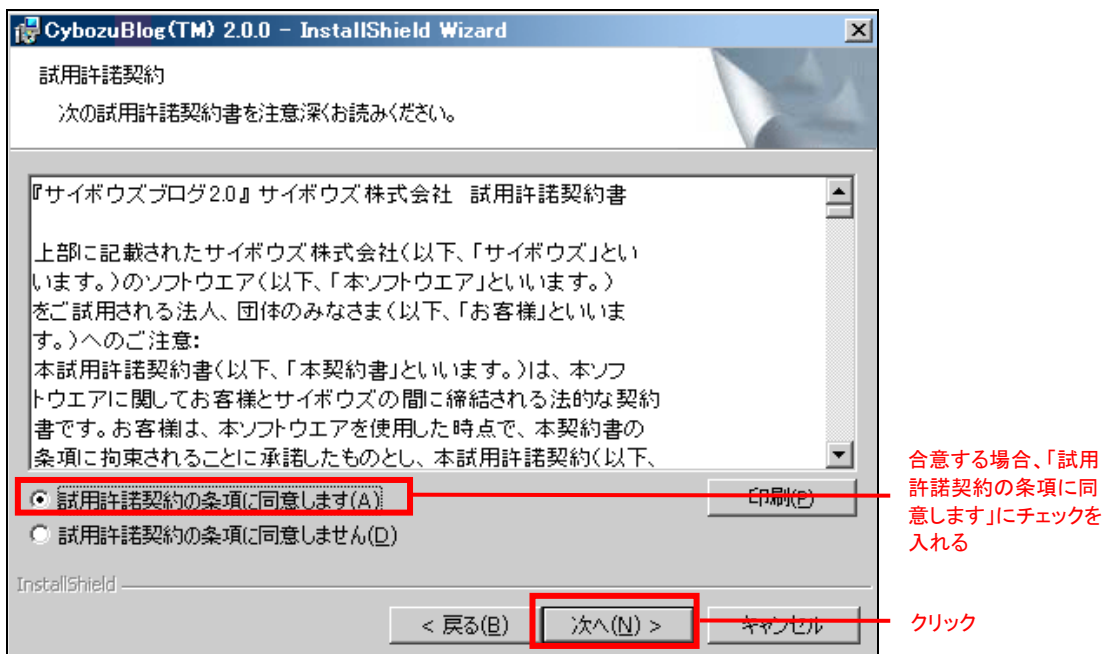 CybozuBlog(TM) 2.0.0 - InstallShield Wizard
試用許諾契約
次の試用許諾契約書を注意深くお読みください。
『サイボウズブログ2.0』 サイボウズ株式会社 試用許諾契約書
上部に記載されたサイボウズ株式会社(以下、「サイボウズ」とい
います。)のソフトウエア(以下、「本ソフトウエア」といいます。)
をご試用される法人、団体のみなさま(以下、「お客様」といいま
す。)へのご注意:
本試用許諾契約書(以下、「本契約書」といいます。)は、本ソフ
トウエアに関してお客様とサイボウズの間に締結される法的な契約
書です。お客様は、本ソフトウエアを使用した時点で、本契約書の
条項に拘束されることに承諾したものとし、本試用許諾契約(以下、
試用許諾契約の条項に同意します(A)
印刷(P)
試用許諾契約の条項に同意しません(D)
InstallShield
< 戻る(B)
次へ(N) >
キャンセル
合意する場合、「試用
許諾契約の条項に同
意します」にチェックを
入れる
クリック